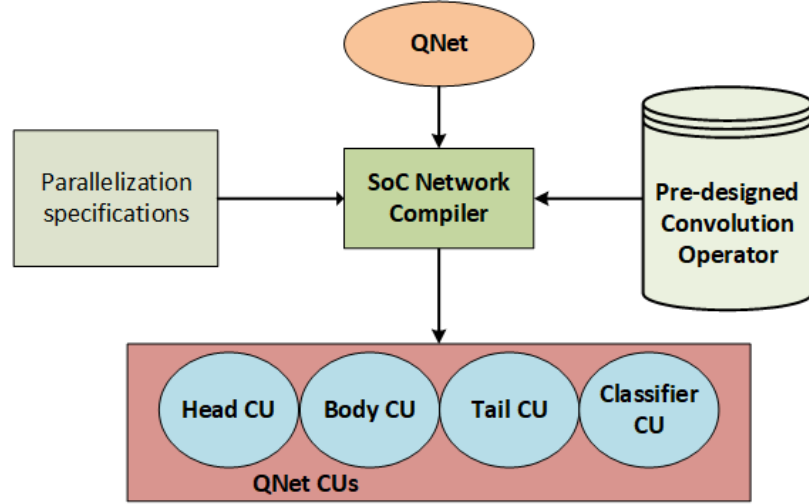 QNet
Parallelization
specifications
SoC Network
Compiler
Pre-designed
Convolution
Operator
Head CU
Body CU
Tail CU
Classifier
CU
QNet CUs